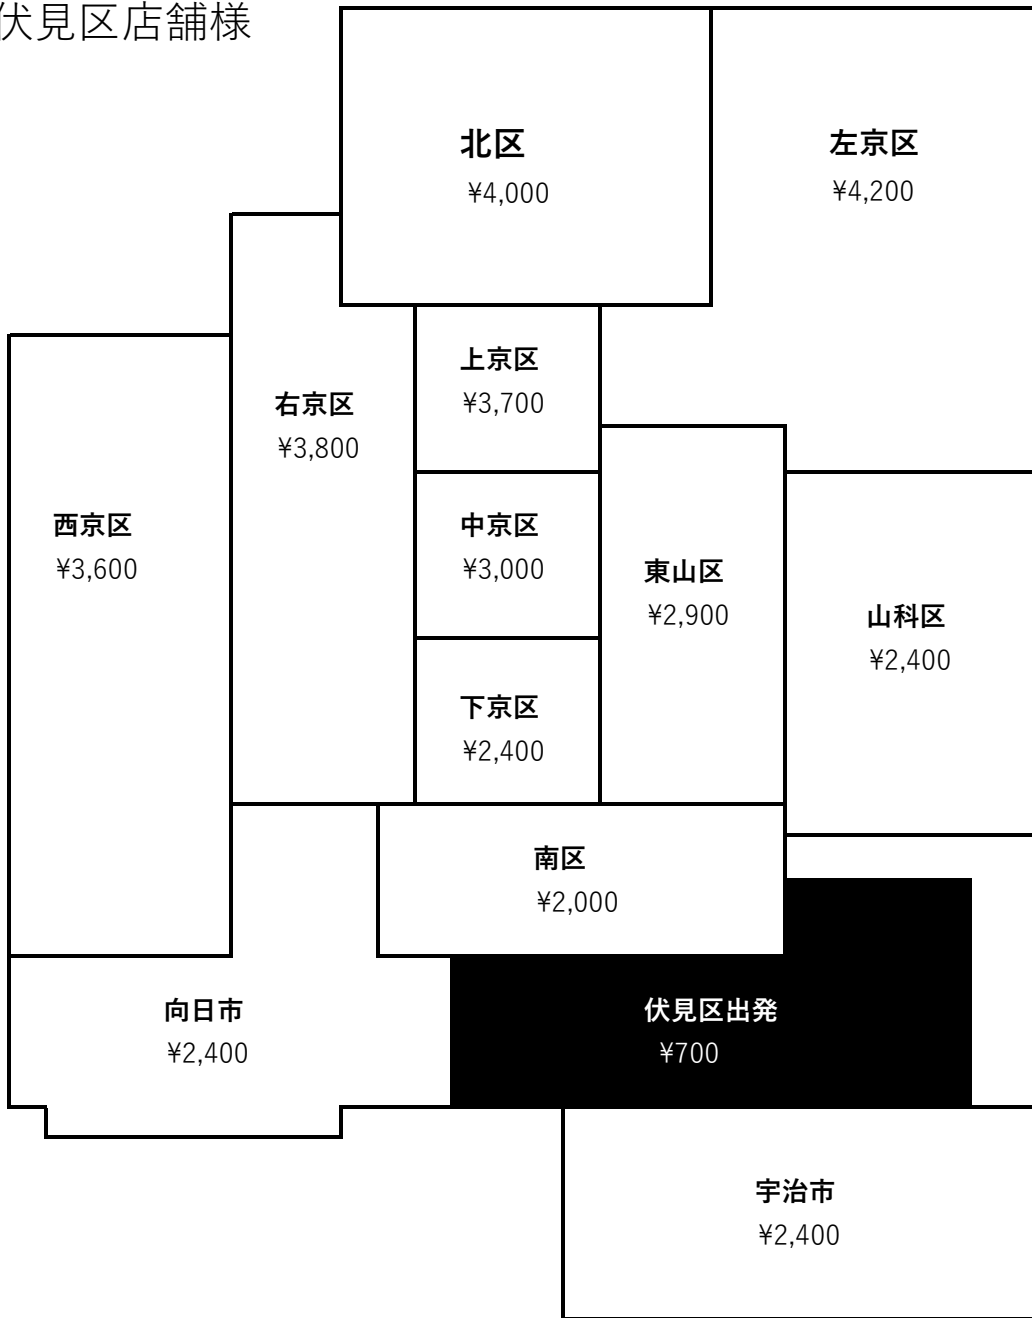 伏見区店舗様
北区
¥4,000
左京区
¥4,200
上京区
¥3,700
右京区
¥3,800
西京区
¥3,600
中京区
¥3,000
東山区
¥2,900
山科区
¥2,400
下京区
¥2,400
南区
¥2,000
向日市
¥2,400
伏見区出発
¥700
宇治市
¥2,400